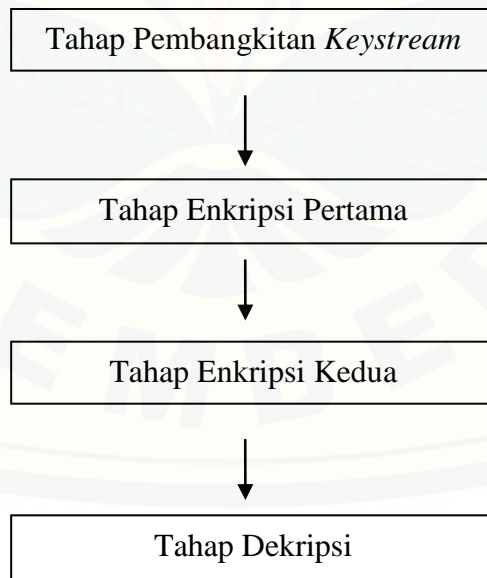 Tahap Pembangkitan Keystream
Tahap Enkripsi Pertama
Tahap Enkripsi Kedua
Tahap Dekripsi